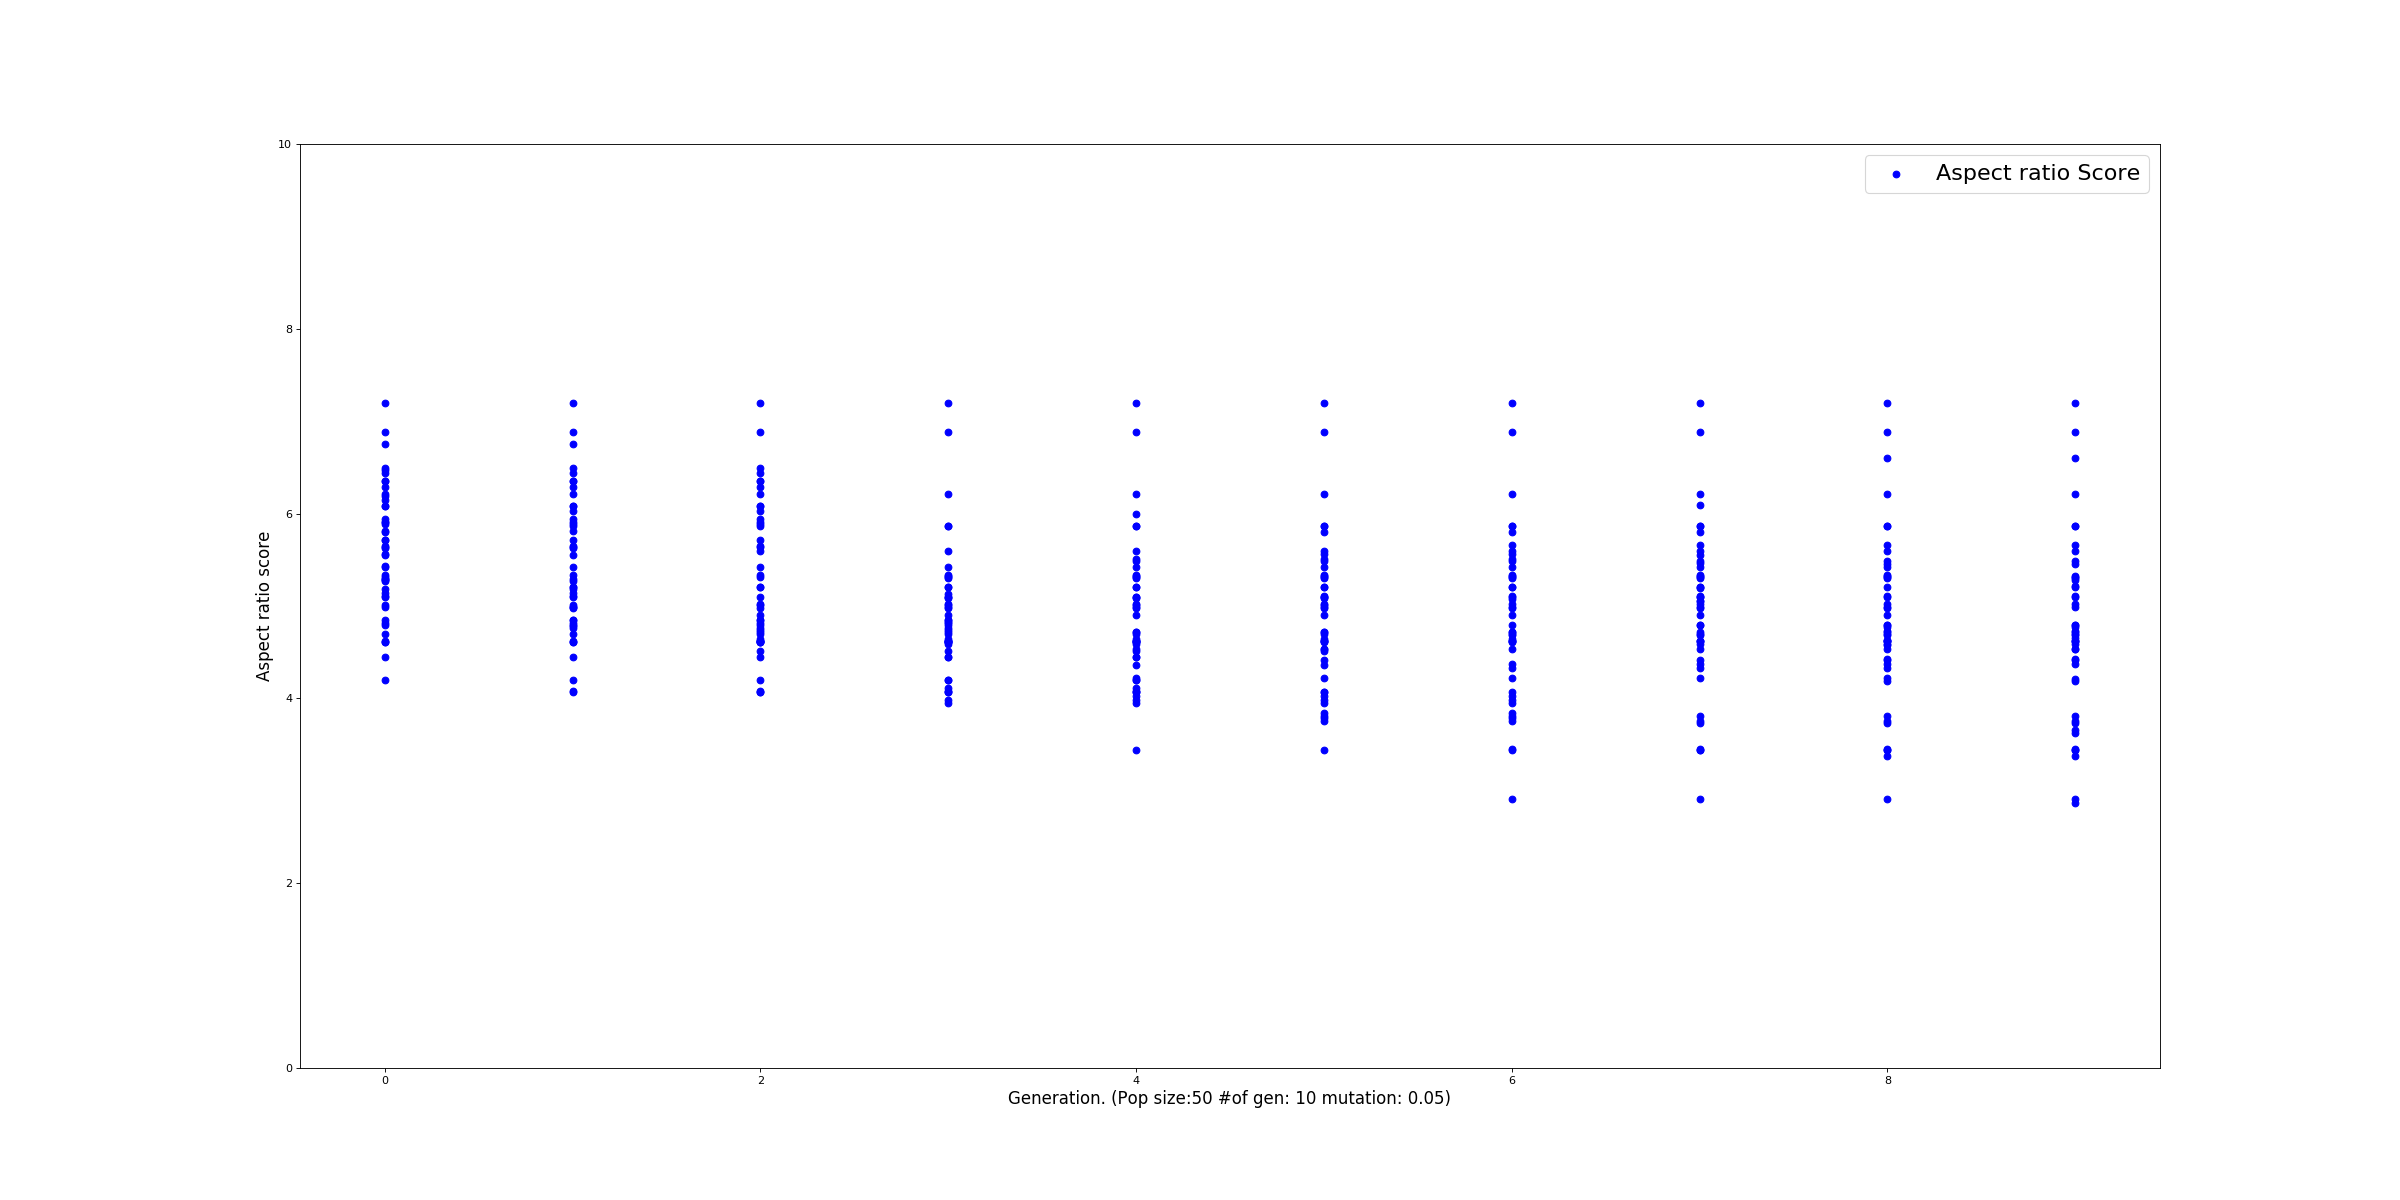 10
8
6
4
2
0
Aspect ratio score
Aspect ratio Score
0 2 4 6 8
Generation. (Pop size:50 #of gen: 10 mutation: 0.05)